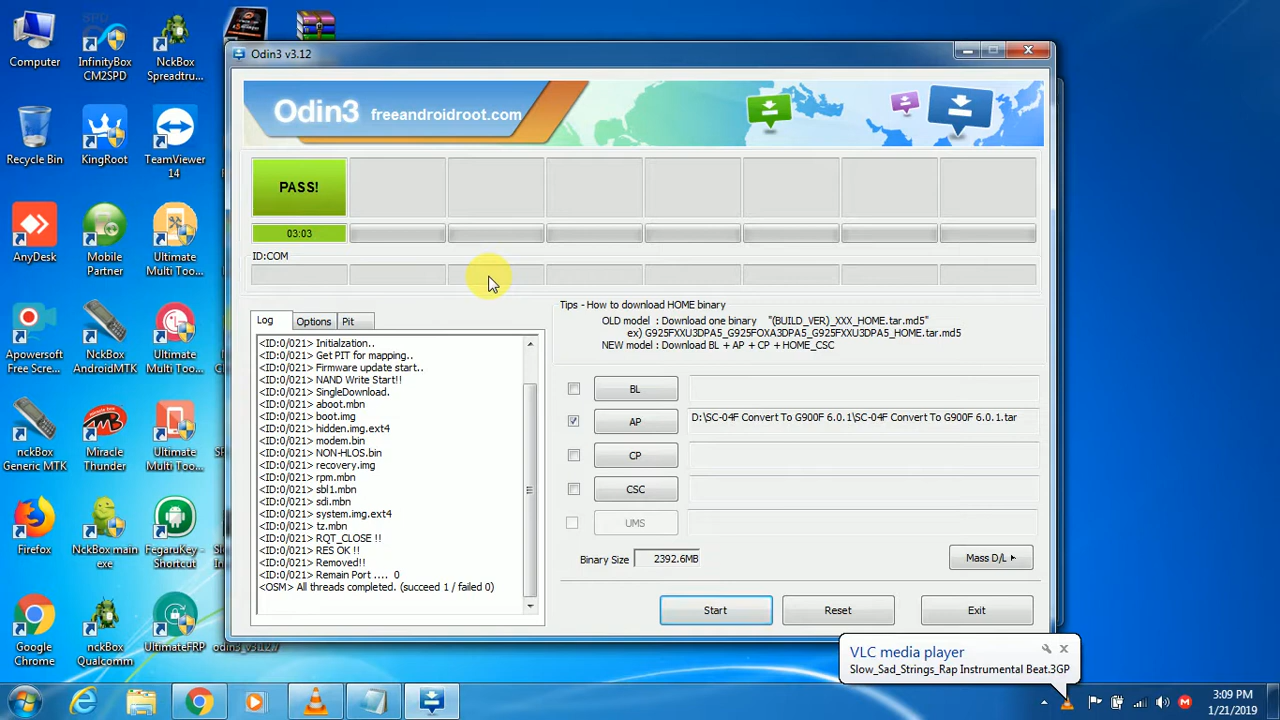 Computer
InfinityBox
CM2SPD
NckBox
Spreadtru...
Recycle Bin
KingRoot
TeamViewer
14
AnyDesk
Mobile
Partner
Ultimate
Multi Too...
Apowersoft
Free Scre...
NckBox
AndroidMTK
Ultimate
Multi Too...
nckBox
Generic MTK
Miracle
Thunder
Ultimate
Multi Too...
Firefox
NckBox main
exe
FegaruKey -
Shortcut
Google
Chrome
nckBox
Qualcomm
UltimateFRP
odin3_v3.12.7
Odin3 v3.12
Odin3 freeandroidroot.com
PASS!
03:03
ID:COM
Log
Options
Pit
<ID:0/021> Initialzation..
<ID:0/021> Get PIT for mapping..
<ID:0/021> Firmware update start..
<ID:0/021> NAND Write Start!!
<ID:0/021> SingleDownload.
<ID:0/021> aboot.mbn
<ID:0/021> boot.img
<ID:0/021> hidden.img.ext4
<ID:0/021> modem.bin
<ID:0/021> NON-HLOS.bin
<ID:0/021> recovery.img
<ID:0/021> rpm.mbn
<ID:0/021> sbl1.mbn
<ID:0/021> sdi.mbn
<ID:0/021> system.img.ext4
<ID:0/021> tz.mbn
<ID:0/021> RQT_CLOSE !!
<ID:0/021> RES OK !!
<ID:0/021> Removed!!
<ID:0/021> Remain Port .... 0
<OSM> All threads completed. (succeed 1 / failed 0)
Tips - How to download HOME binary
OLD model : Download one binary "(BUILD_VER)_XXX_HOME.tar.md5"
ex) G925FXXU3DPA5_G925FOXA3DPA5_G925FXXU3DPA5_HOME.tar.md5
NEW model : Download BL + AP + CP + HOME_CSC
BL
AP
D:\SC-04F Convert To G900F 6.0.1\SC-04F Convert To G900F 6.0.1.tar
CP
CSC
UMS
Binary Size 2392.6MB
Mass D/L
Start
Reset
Exit
VLC media player
Slow_Sad_Strings_Rap Instrumental Beat.3GP
3:09 PM
1/21/2019